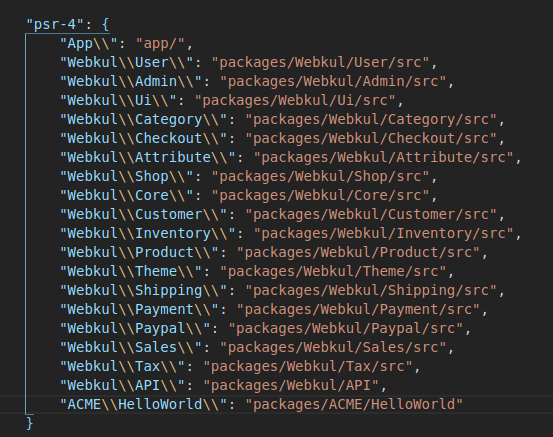 "psr-4": {
"App\\": "app/",
"Webkul\\User\\": "packages/Webkul/User/src",
"Webkul\\Admin\\": "packages/Webkul/Admin/src",
"Webkul\\Ui\\": "packages/Webkul/Ui/src",
"Webkul\\Category\\": "packages/Webkul/Category/src",
"Webkul\\Checkout\\": "packages/Webkul/Checkout/src",
"Webkul\\Attribute\\": "packages/Webkul/Attribute/src",
"Webkul\\Shop\\": "packages/Webkul/Shop/src",
"Webkul\\Core\\": "packages/Webkul/Core/src",
"Webkul\\Customer\\": "packages/Webkul/Customer/src",
"Webkul\\Inventory\\": "packages/Webkul/Inventory/src",
"Webkul\\Product\\": "packages/Webkul/Product/src",
"Webkul\\Theme\\": "packages/Webkul/Theme/src",
"Webkul\\Shipping\\": "packages/Webkul/Shipping/src",
"Webkul\\Payment\\": "packages/Webkul/Payment/src",
"Webkul\\Paypal\\": "packages/Webkul/Paypal/src",
"Webkul\\Sales\\": "packages/Webkul/Sales/src",
"Webkul\\Tax\\": "packages/Webkul/Tax/src",
"Webkul\\API\\": "packages/Webkul/API",
"ACME\\HelloWorld\\": "packages/ACME/HelloWorld"
}